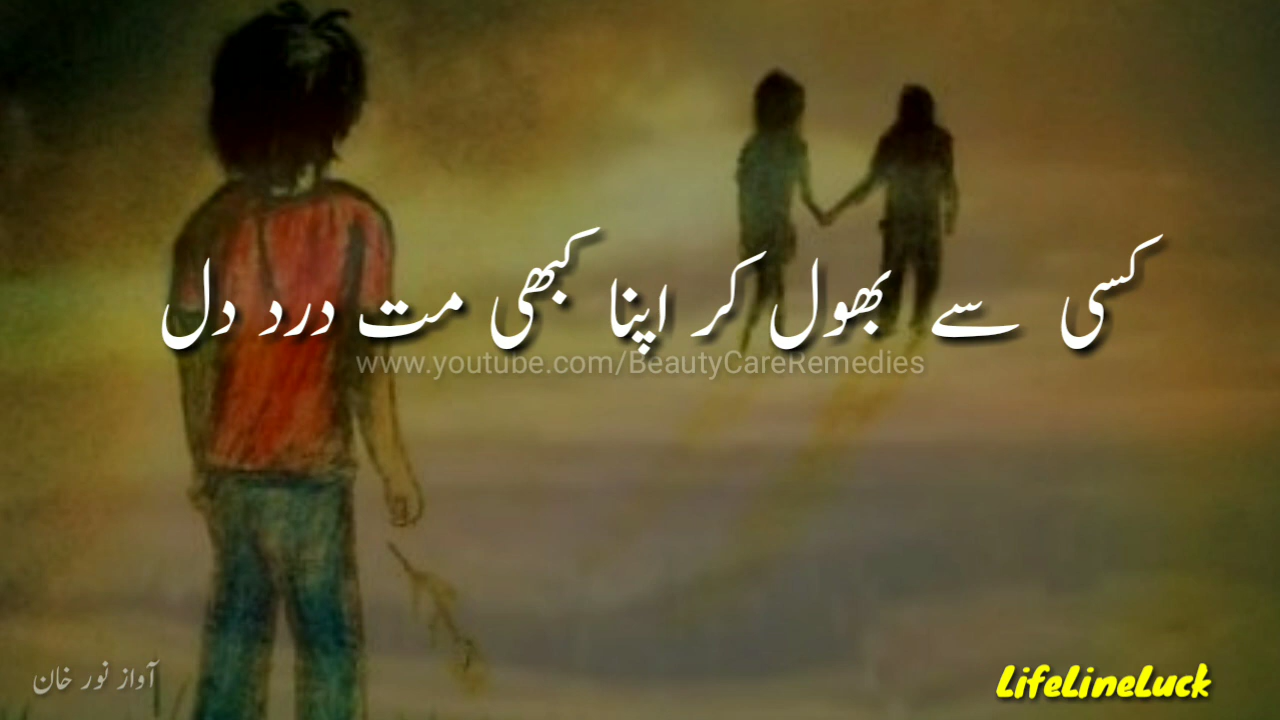 کسی سے بھول کر اپنا کبھی مت درد دل
www.youtube.com/BeautyCareRemedies
آواز نور خان
LifeLineLuck